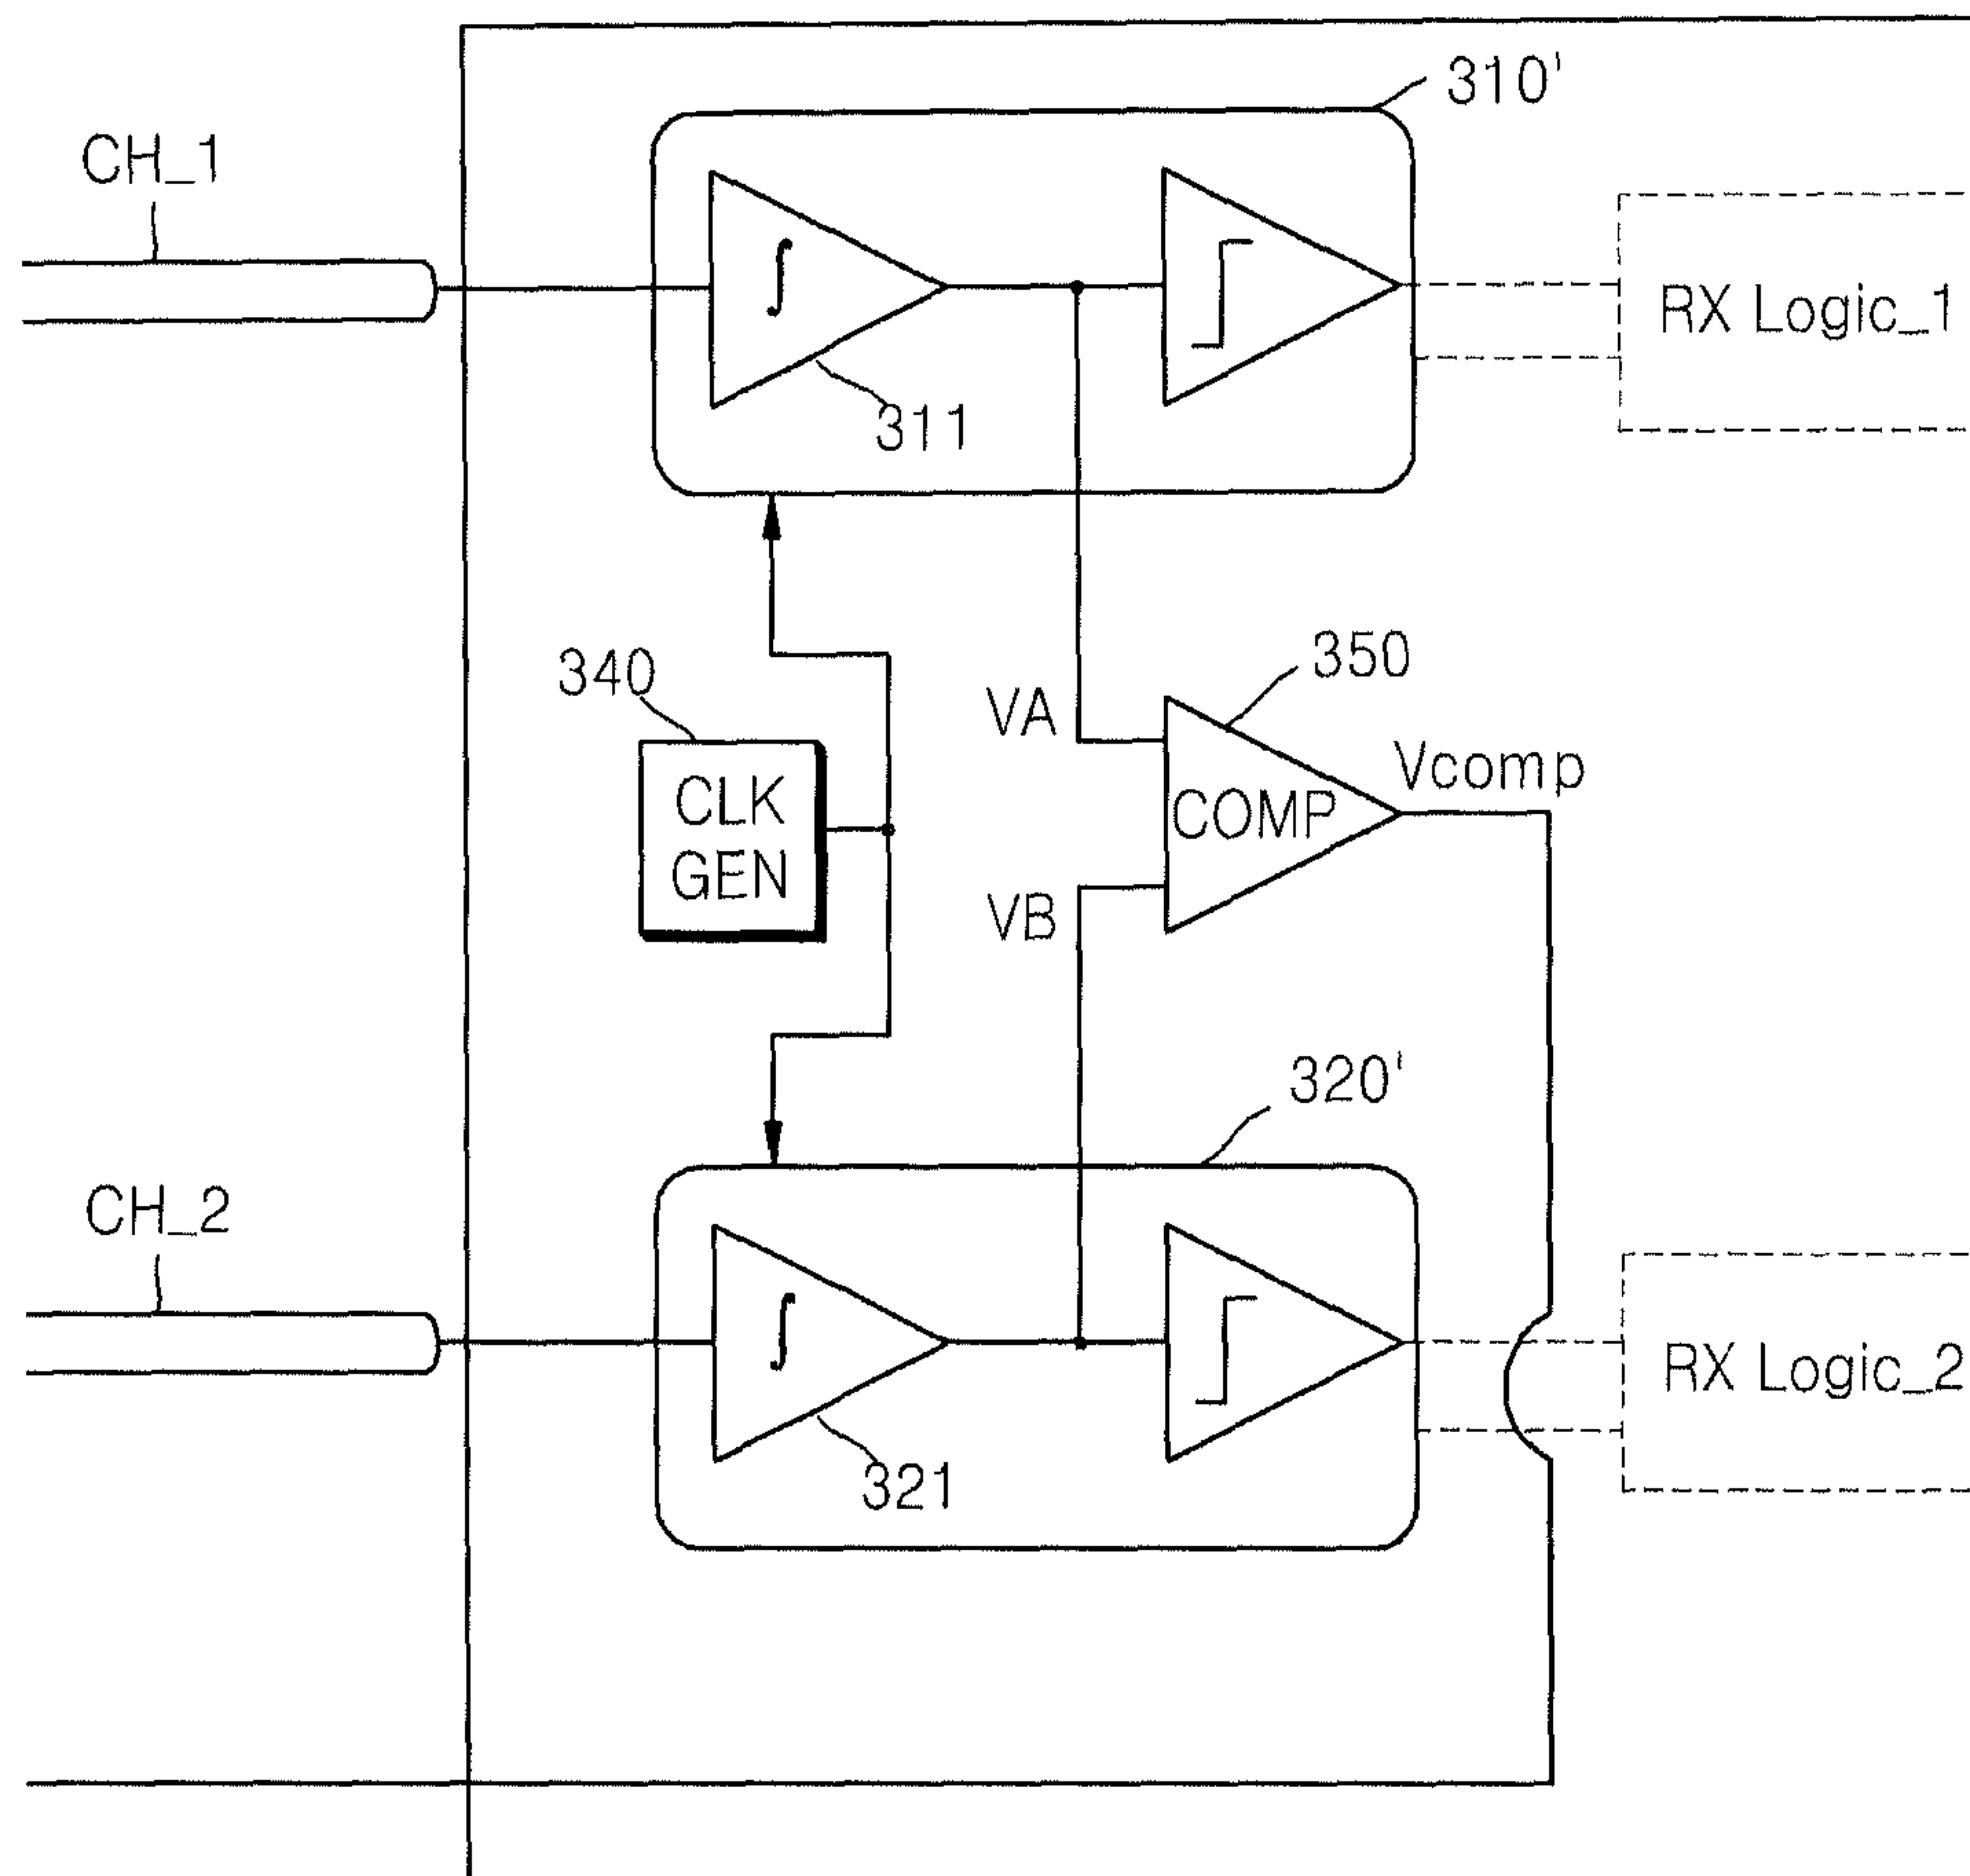 310'
CH_1
∫
RX Logic_1
311
340
350
VA
Vcomp
CLK
GEN
COMP
VB
320'
CH_2
∫
RX Logic_2
321